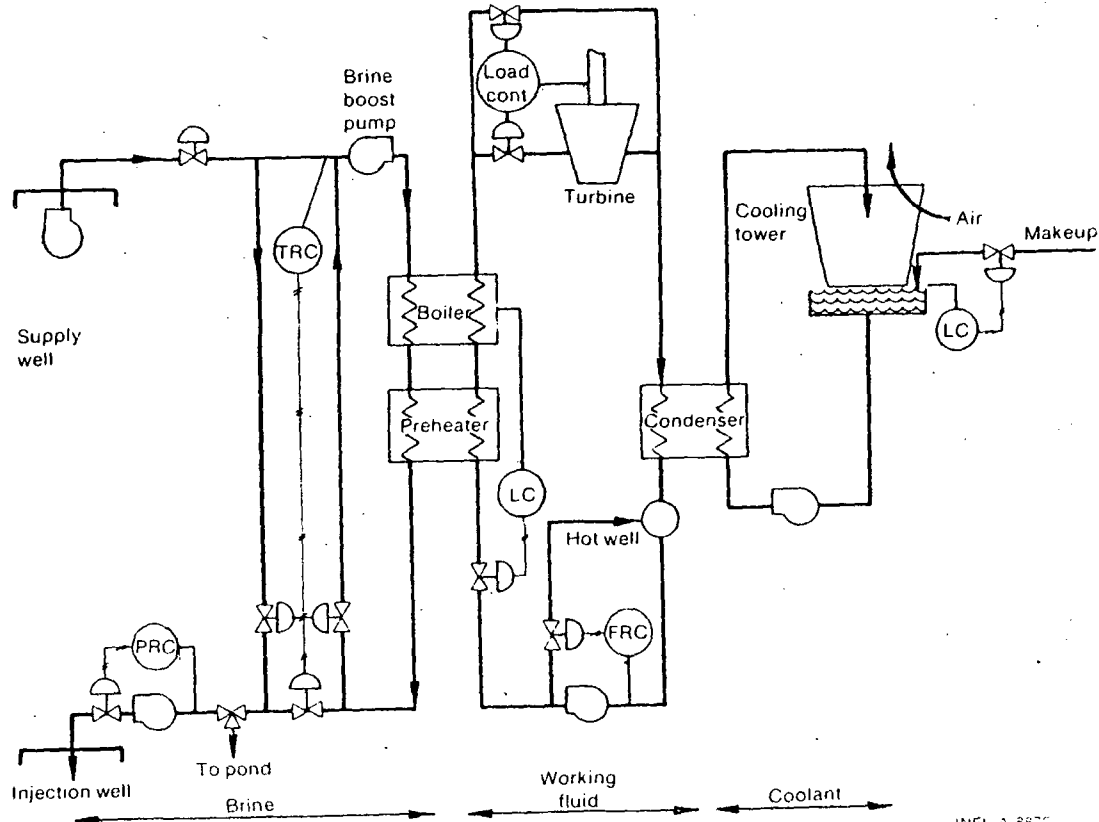 Load
cont
Brine
boost
pump
Turbine
Cooling
tower
Air
Makeup
TRC
LC
Boiler
Supply
well
Preheater
Condenser
LC
Hot well
PRC
FRC
To pond
Injection well
Brine
Working
fluid
Coolant